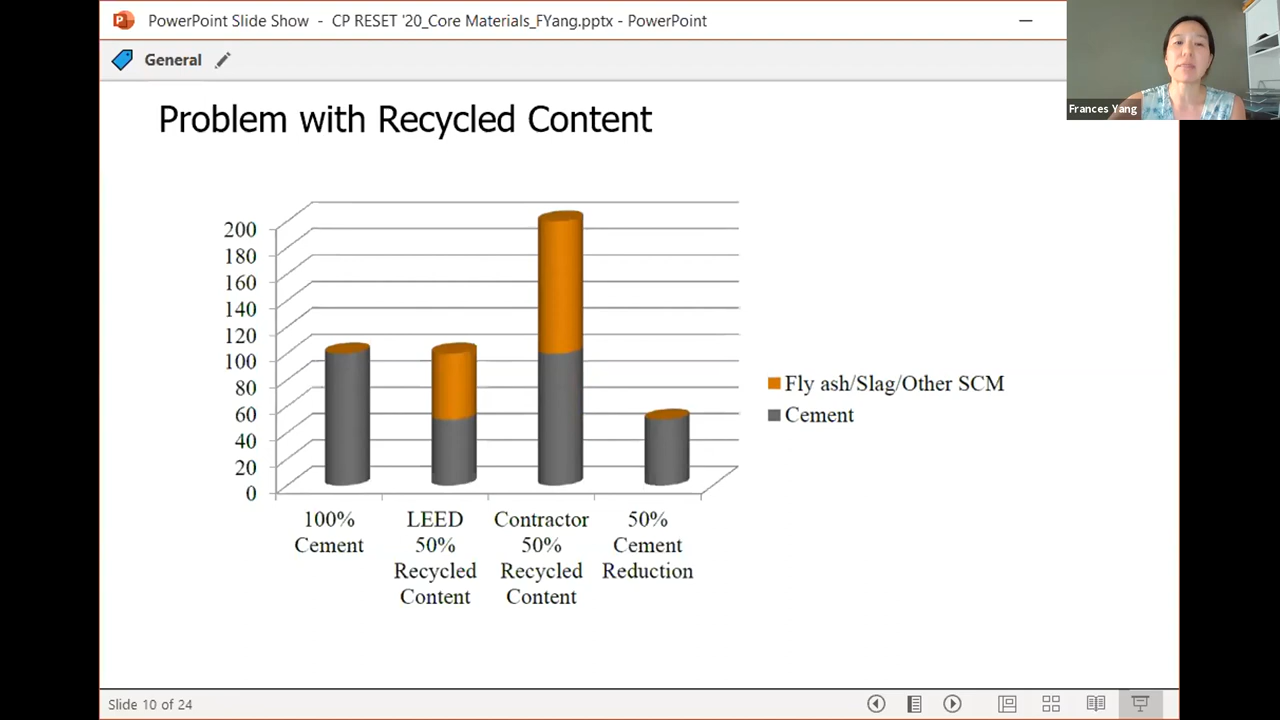 PowerPoint Slide Show - CP RESET '20_Core Materials_FYang.pptx - PowerPoint
General
Frances Yang
Problem with Recycled Content
200
180
160
140
120
100
80
60
40
20
0
100%
Cement
LEED
50%
Recycled
Content
Contractor
50%
Recycled
Content
50%
Cement
Reduction
Fly ash/Slag/Other SCM
Cement
Slide 10 of 24